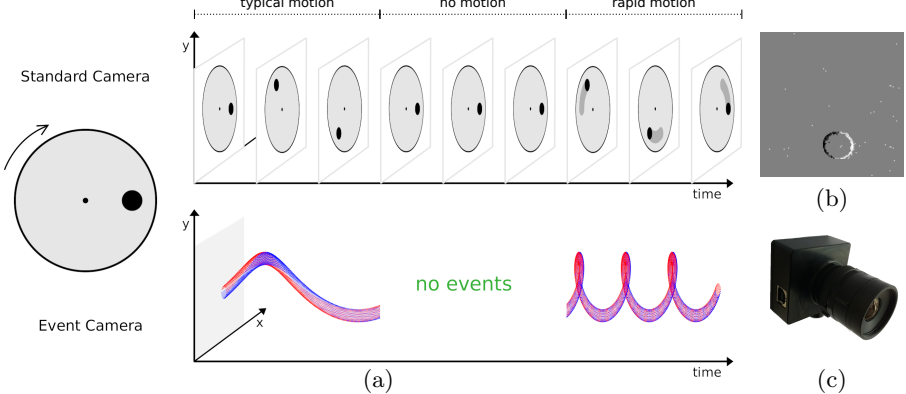 typical motion no motion rapid motion
Standard Camera
y
time
(b)
y
no events
Event Camera
x
time
(a) (c)